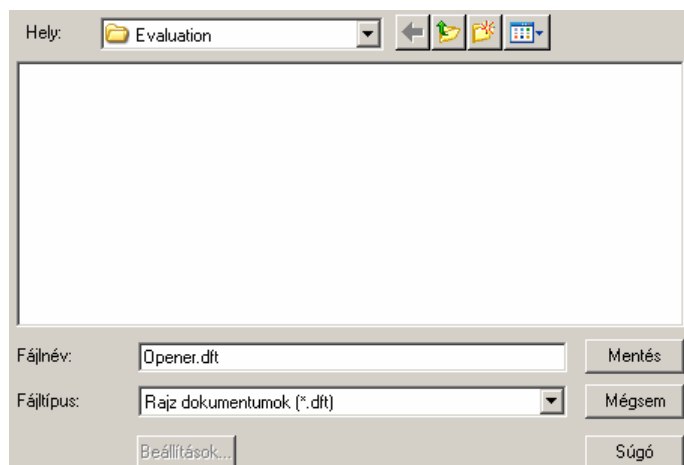 Hely: Evaluation
Fájlnév: Opener.dft Mentés
Fájltípus: Rajz dokumentumok (*.dft) Mégsem
Beállítások... Súgó